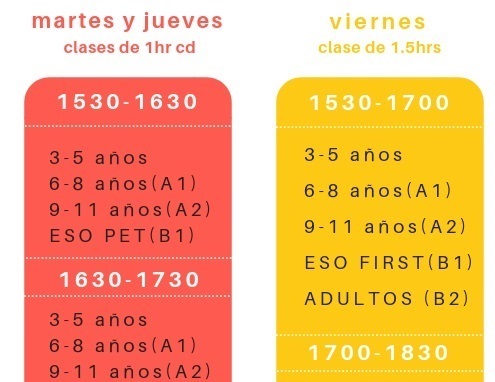 martes y jueves
clases de 1hr cd
1530-1630
3-5 años
6-8 años(A1)
9-11 años(A2)
ESO PET(B1)
1630-1730
3-5 años
6-8 años(A1)
9-11 años(A2)
viernes
clase de 1.5hrs
1530-1700
3-5 años
6-8 años(A1)
9-11 años(A2)
ESO FIRST(B1)
ADULTOS (B2)
1700-1830